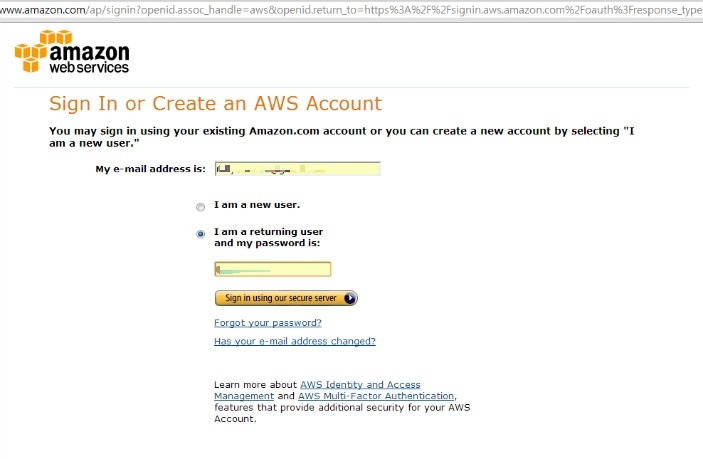 www.amazon.com/ap/signin?openid.assoc_handle=aws&openid.return_to=https%3A%2F%2Fsignin.aws.amazon.com%2Foauth%3Fresponse_type
amazon
webservices
Sign In or Create an AWS Account
You may sign in using your existing Amazon.com account or you can create a new account by selecting "I
am a new user."
My e-mail address is:
I am a new user.
I am a returning user
and my password is:
Sign in using our secure server
Forgot your password?
Has your e-mail address changed?
Learn more about AWS Identity and Access
Management and AWS Multi-Factor Authentication,
features that provide additional security for your AWS
Account.